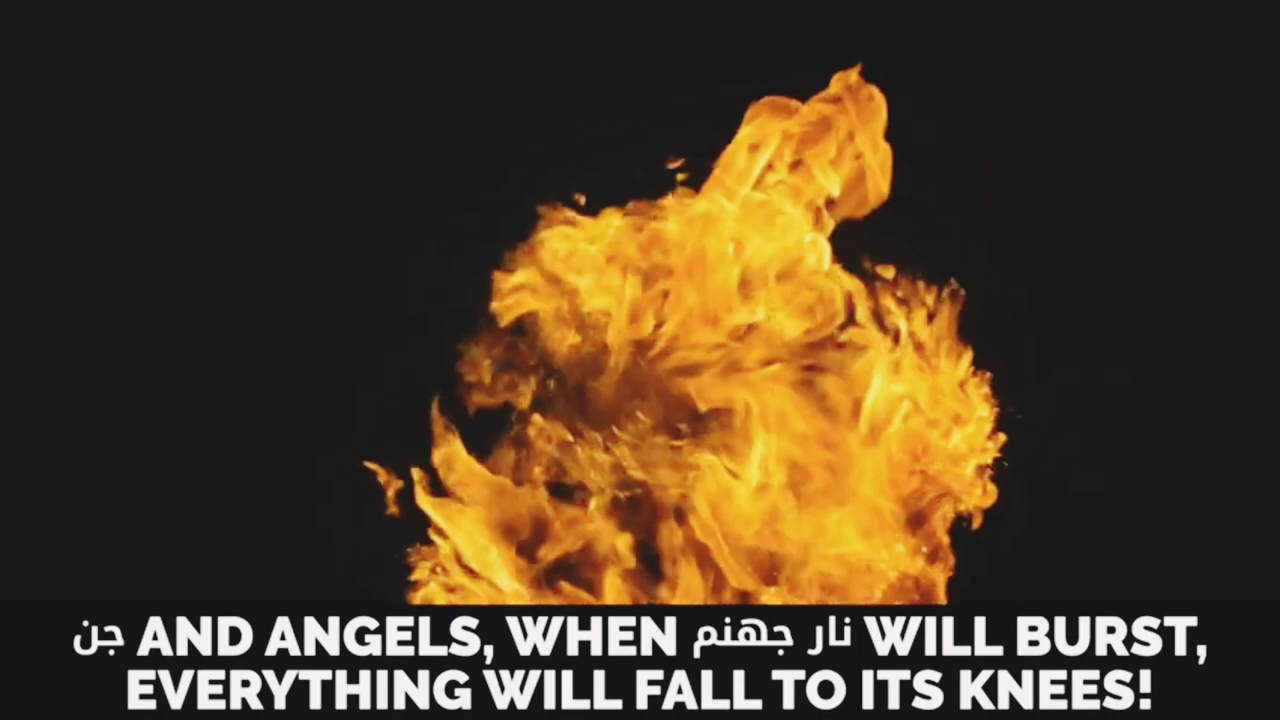 جن AND ANGELS, WHEN نار جهنم WILL BURST,
EVERYTHING WILL FALL TO ITS KNEES!